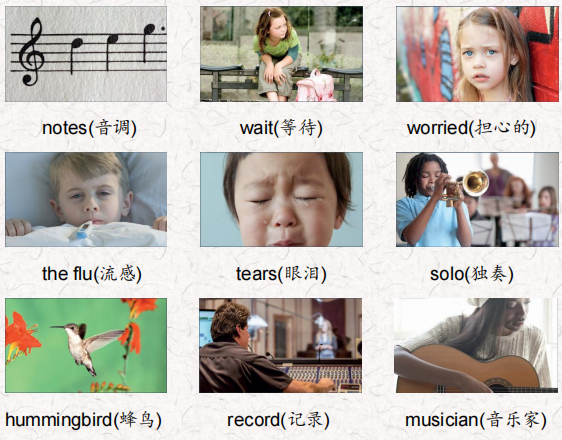 notes(音调) wait(等待) worried(担心的)
the flu(流感) tears(眼泪) solo(独奏)
hummingbird(蜂鸟) record(记录) musician(音乐家)